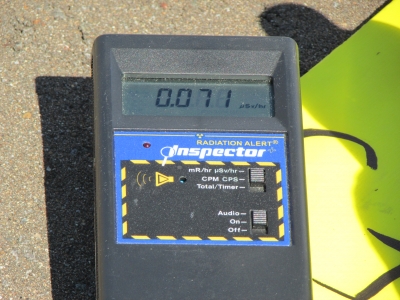 0.071 µSv/hr
RADIATION ALERT®
Inspector+
mR/hr µSv/hr
CPM CPS
Total/Timer
Audio
On
Off